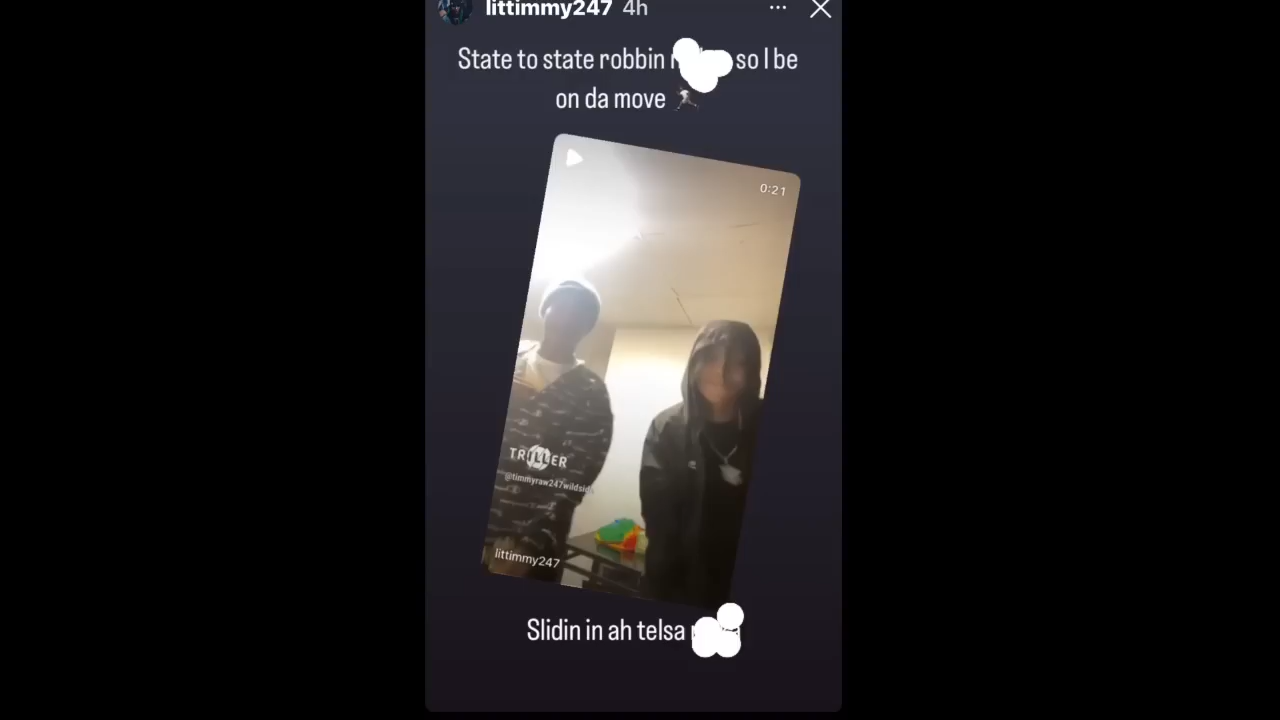 littimmy247 4h
State to state robbin so I be
on da move
0:21
TRILLER
@timmyraw247wildside
littimmy247
Slidin in ah telsa